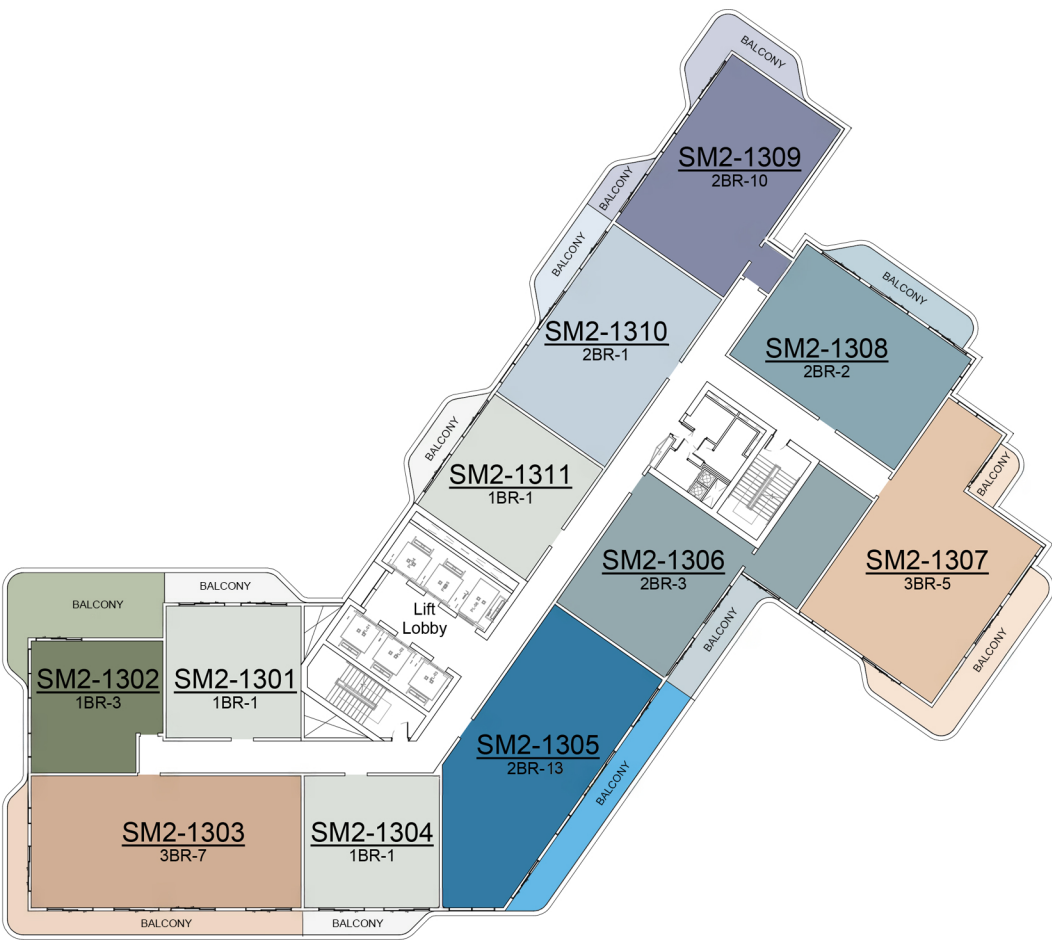 BALCONY
SM2-1309
2BR-10
BALCONY
BALCONY
SM2-1310
2BR-1
BALCONY
SM2-1308
2BR-2
BALCONY
SM2-1311
1BR-1
BALCONY
SM2-1306
2BR-3
BALCONY
SM2-1307
3BR-5
BALCONY
Lift
Lobby
BALCONY
BALCONY
SM2-1302
1BR-3
SM2-1301
1BR-1
SM2-1305
2BR-13
BALCONY
SM2-1303
3BR-7
SM2-1304
1BR-1
BALCONY
BALCONY